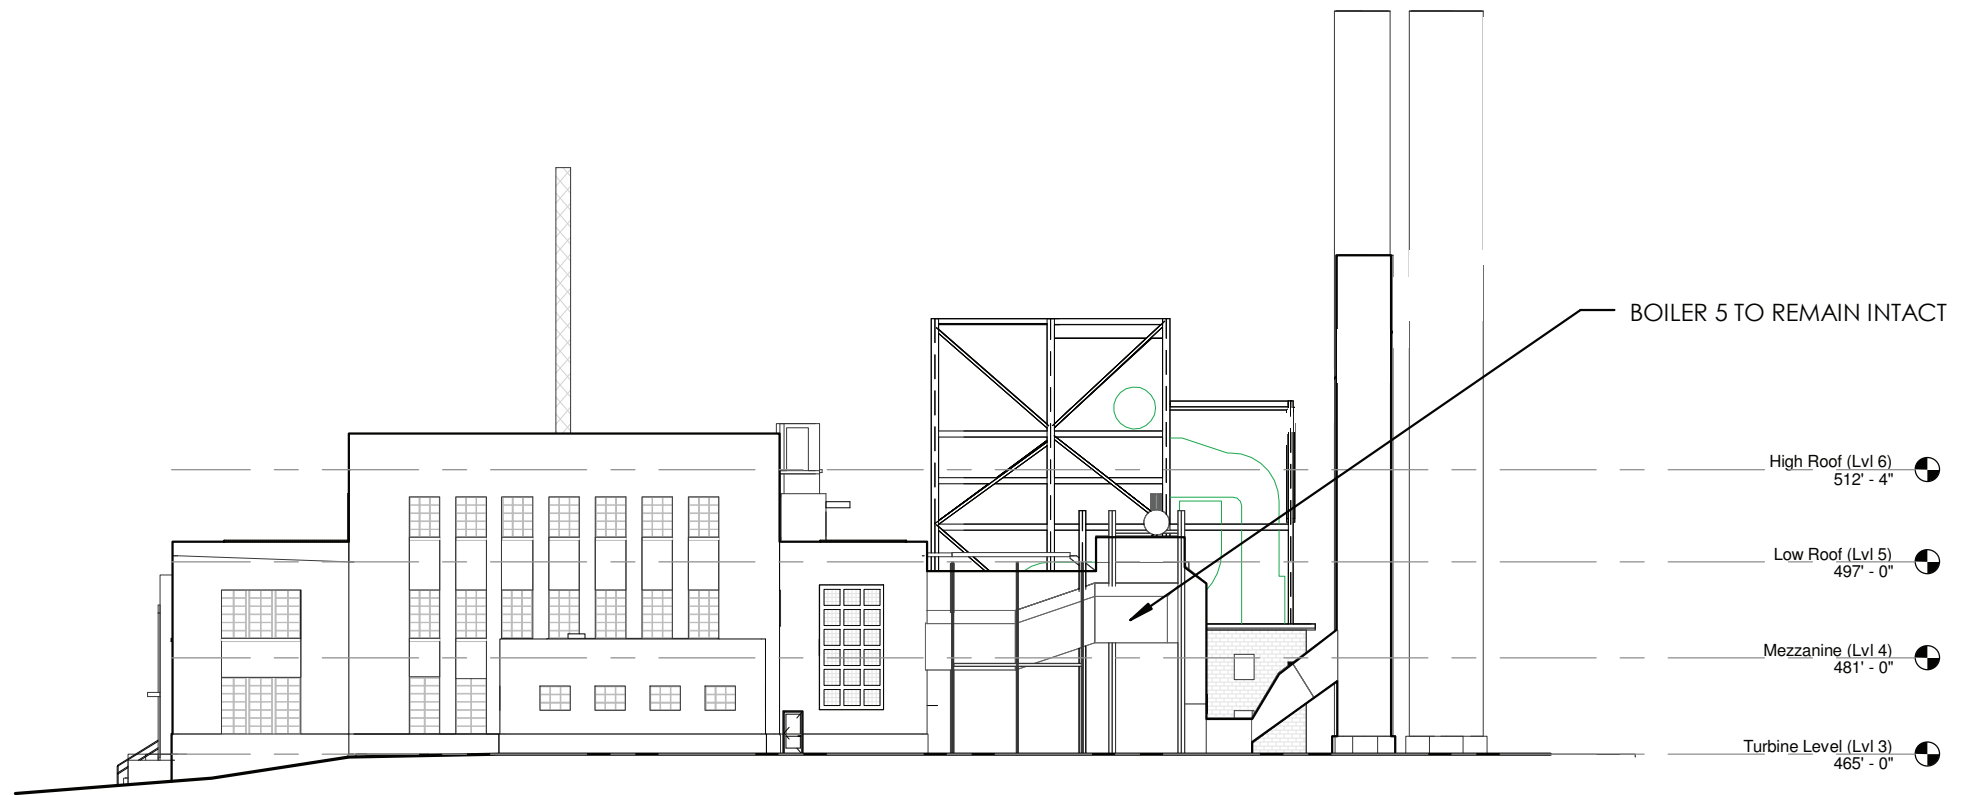 BOILER 5 TO REMAIN INTACT
High Roof (Lvl 6)
512' - 4"
Low Roof (Lvl 5)
497' - 0"
Mezzanine (Lvl 4)
481' - 0"
Turbine Level (Lvl 3)
465' - 0"